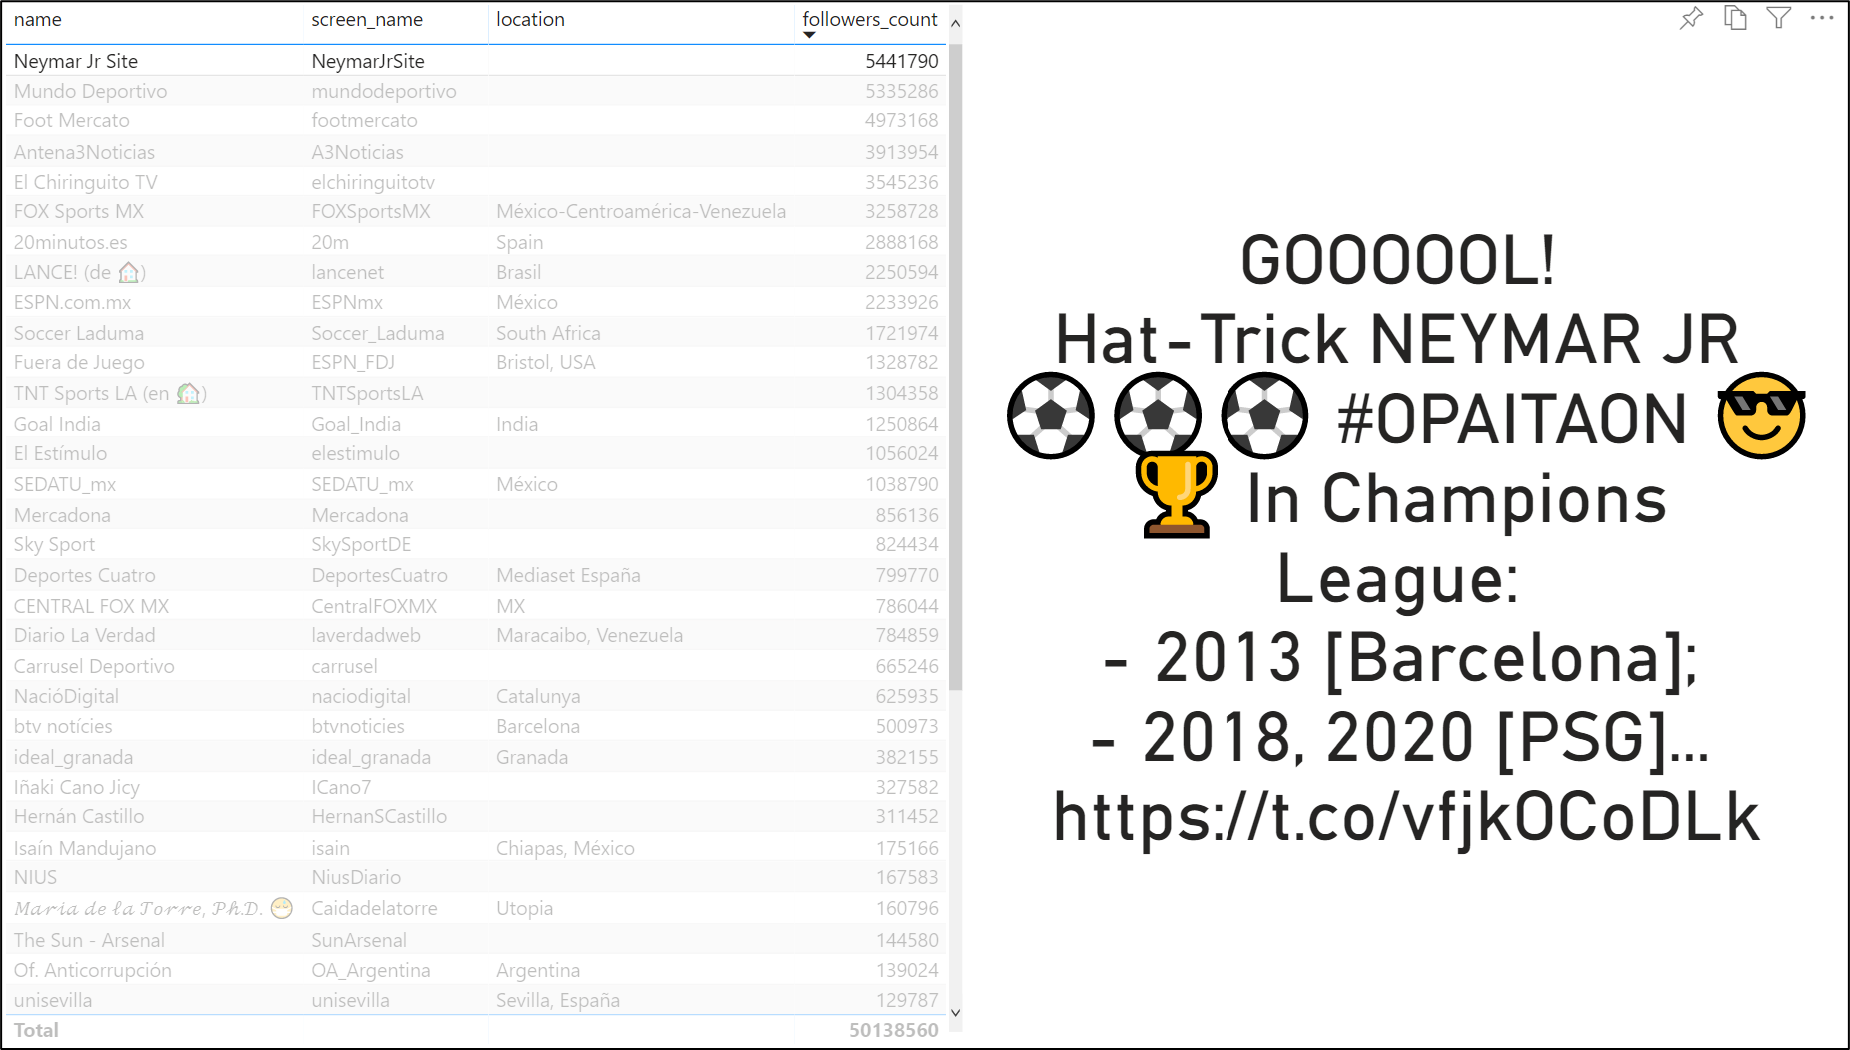 name screen_name location followers_count
Neymar Jr Site NeymarJrSite 5441790
Mundo Deportivo mundodeportivo 5335286
Foot Mercato footmercato 4973168
Antena3Noticias A3Noticias 3913954
El Chiringuito TV elchiringuitotv 3545236
FOX Sports MX FOXSportsMX México-Centroamérica-Venezuela 3258728
20minutos.es 20m Spain 2888168
LANCE! (de 🏠) lancenet Brasil 2250594
ESPN.com.mx ESPNmx México 2233926
Soccer Laduma Soccer_Laduma South Africa 1721974
Fuera de Juego ESPN_FDJ Bristol, USA 1328782
TNT Sports LA (en 🏡) TNTSportsLA 1304358
Goal India Goal_India India 1250864
El Estímulo elestimulo 1056024
SEDATU_mx SEDATU_mx México 1038790
Mercadona Mercadona 856136
Sky Sport SkySportDE 824434
Deportes Cuatro DeportesCuatro Mediaset España 799770
CENTRAL FOX MX CentralFOXMX MX 786044
Diario La Verdad laverdadweb Maracaibo, Venezuela 784859
Carrusel Deportivo carrusel 665246
NacióDigital naciodigital Catalunya 625935
btv notícies btvnoticies Barcelona 500973
ideal_granada ideal_granada Granada 382155
Iñaki Cano Jicy ICano7 327582
Hernán Castillo HernanSCastillo 311452
Isaín Mandujano isain Chiapas, México 175166
NIUS NiusDiario 167583
𝓜𝓪𝓻𝓲𝓪 𝓭𝓮 𝓵𝓪 𝓣𝓸𝓻𝓻𝓮, 𝓟𝓱.𝓓. 😷 Caidadelatorre Utopia 160796
The Sun - Arsenal SunArsenal 144580
Of. Anticorrupción OA_Argentina Argentina 139024
unisevilla unisevilla Sevilla, España 129787
Total 50138560
GOOOOOL!
Hat-Trick NEYMAR JR
⚽ ⚽ ⚽ #OPAITAON 😎
🏆 In Champions
League:
- 2013 [Barcelona];
- 2018, 2020 [PSG]…
https://t.co/vfjkOCoDLk